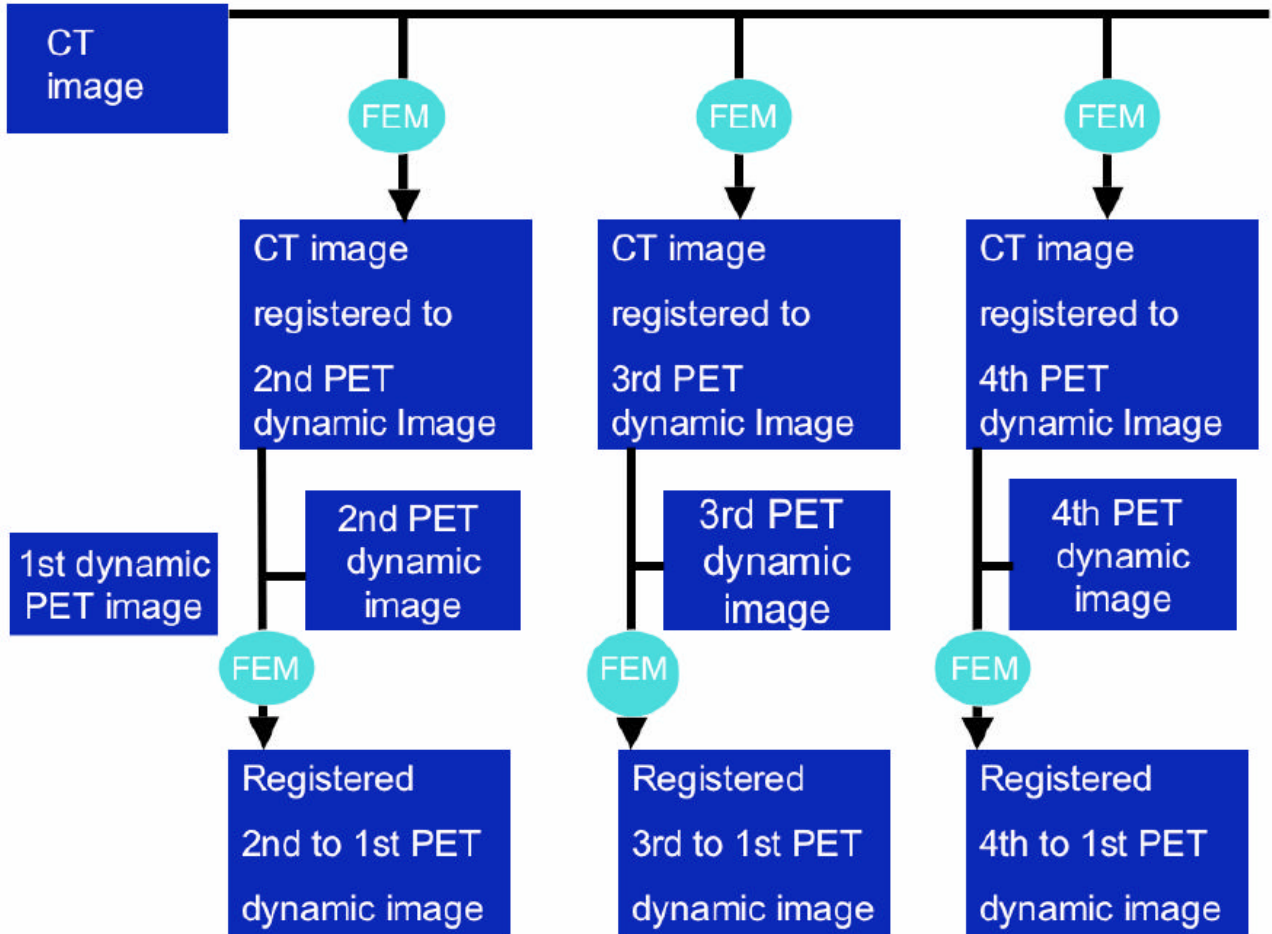 CT
image
FEM
FEM
FEM
CT image
registered to
2nd PET
dynamic Image
CT image
registered to
3rd PET
dynamic Image
CT image
registered to
4th PET
dynamic Image
1st dynamic
PET image
2nd PET
dynamic
image
3rd PET
dynamic
image
4th PET
dynamic
image
FEM
FEM
FEM
Registered
2nd to 1st PET
dynamic image
Registered
3rd to 1st PET
dynamic image
Registered
4th to 1st PET
dynamic image